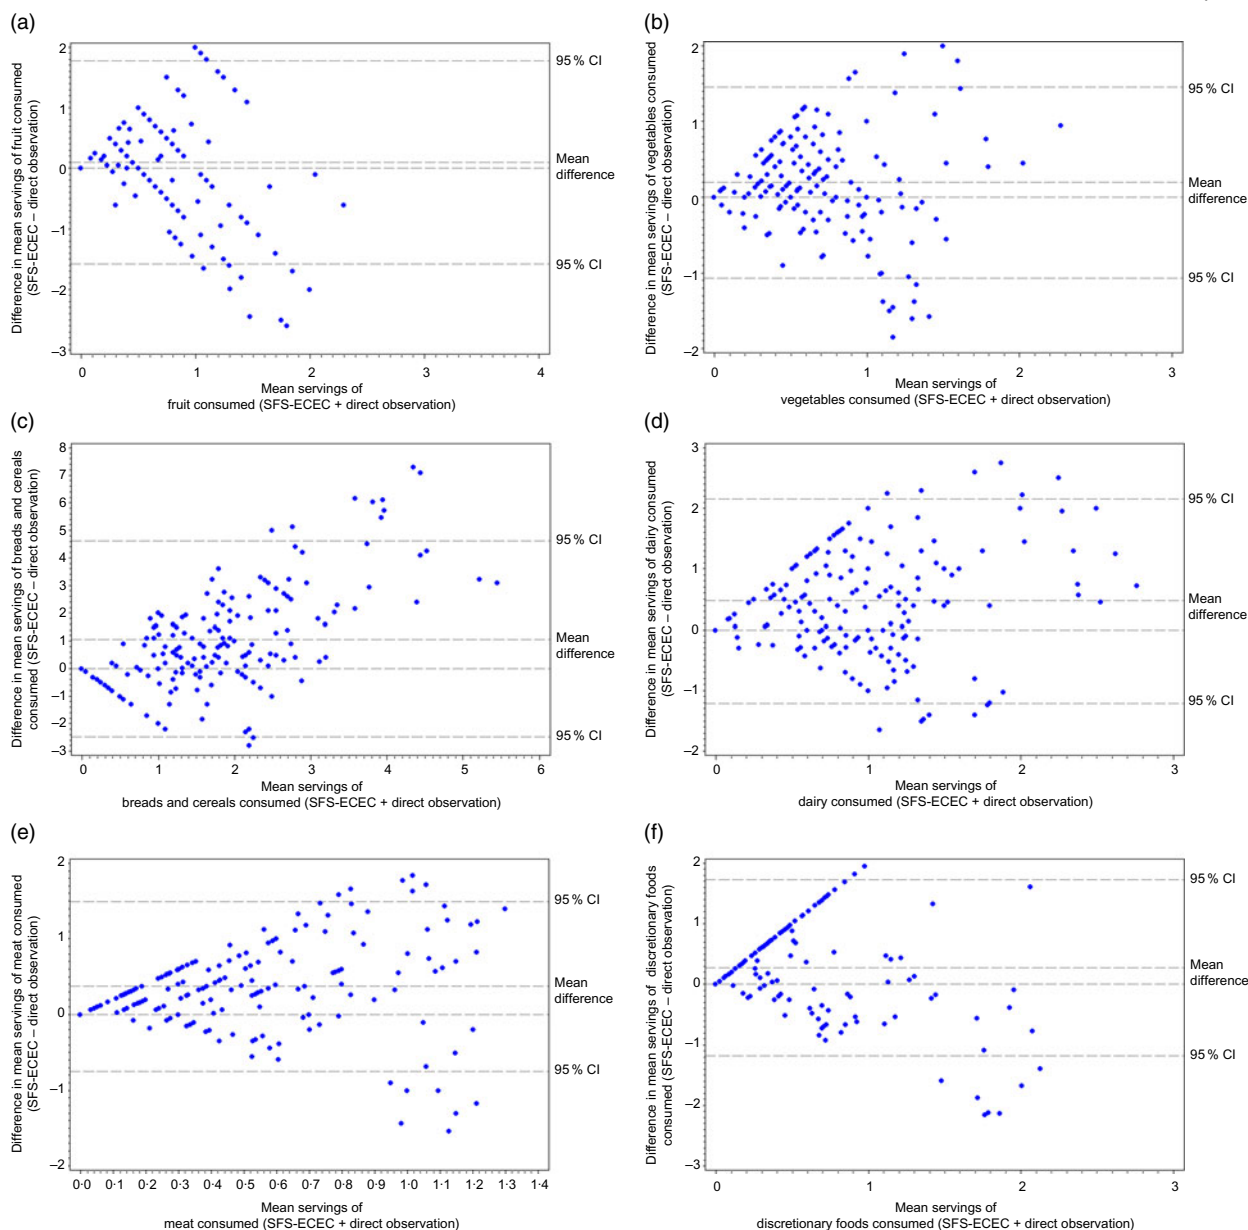 (a)
Difference in mean servings of fruit consumed
(SFS-ECEC – direct observation)
2
1
0
–1
–2
–3
95 % CI
Mean
difference
95 % CI
0
1
2
3
4
Mean servings of
fruit consumed (SFS-ECEC + direct observation)
(b)
Difference in mean servings of vegetables consumed
(SFS-ECEC – direct observation)
2
1
0
–1
–2
95 % CI
Mean
difference
95 % CI
0
1
2
3
Mean servings of
vegetables consumed (SFS-ECEC + direct observation)
(c)
Difference in mean servings of breads and cereals
consumed (SFS-ECEC – direct observation)
8
7
6
5
4
3
2
1
0
–1
–2
–3
95 % CI
Mean
difference
95 % CI
0
1
2
3
4
5
6
Mean servings of
breads and cereals consumed (SFS-ECEC + direct observation)
(d)
Difference in mean servings of dairy consumed
(SFS-ECEC – direct observation)
3
2
1
0
–1
–2
95 % CI
Mean
difference
95 % CI
0
1
2
3
Mean servings of
dairy consumed (SFS-ECEC + direct observation)
(e)
Difference in mean servings of meat consumed
(SFS-ECEC – direct observation)
2
1
0
–1
–2
95 % CI
Mean
difference
95 % CI
0·0 0·1 0·2 0·3 0·4 0·5 0·6 0·7 0·8 0·9 1·0 1·1 1·2 1·3 1·4
Mean servings of
meat consumed (SFS-ECEC + direct observation)
(f)
Difference in mean servings of discretionary foods
consumed (SFS-ECEC – direct observation)
2
1
0
–1
–2
–3
95 % CI
Mean
difference
95 % CI
0
1
2
3
Mean servings of
discretionary foods consumed (SFS-ECEC + direct observation)